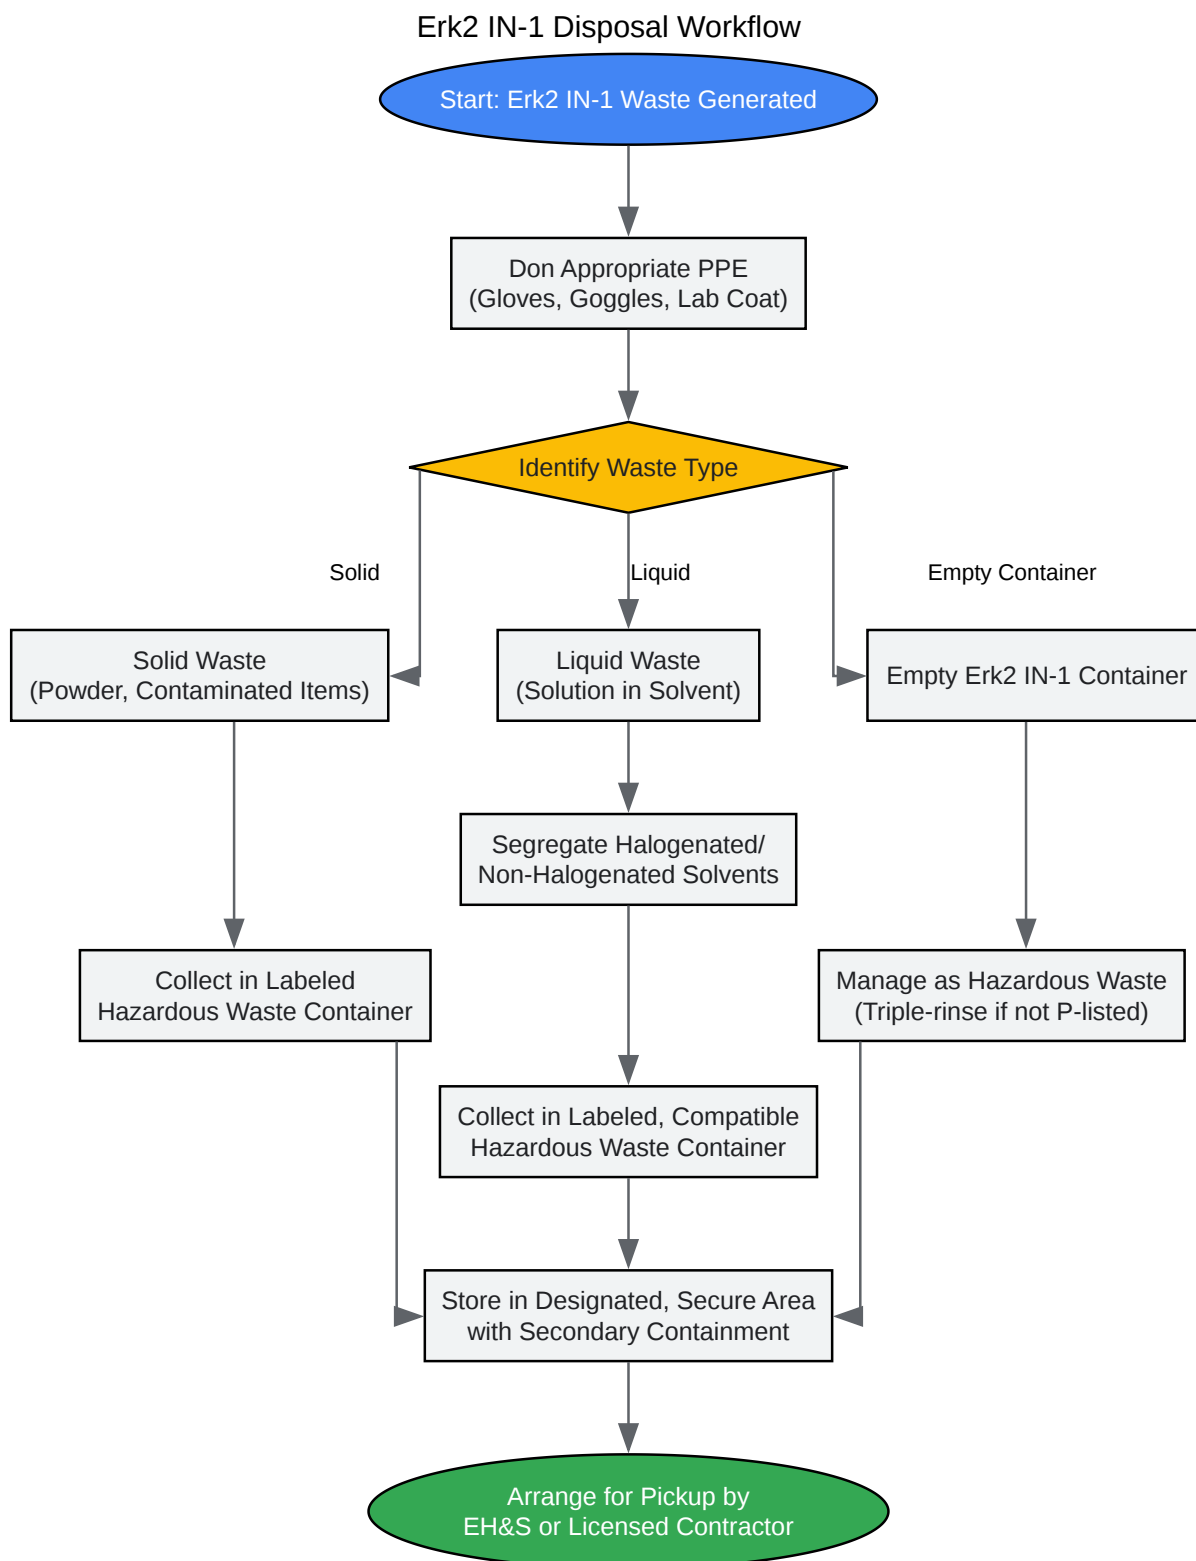 Erk2 IN-1 Disposal Workflow
Start: Erk2 IN-1 Waste Generated
Don Appropriate PPE
(Gloves, Goggles, Lab Coat)
Identify Waste Type
Solid
Liquid
Empty Container
Solid Waste
(Powder, Contaminated Items)
Liquid Waste
(Solution in Solvent)
Empty Erk2 IN-1 Container
Segregate Halogenated/
Non-Halogenated Solvents
Collect in Labeled
Hazardous Waste Container
Manage as Hazardous Waste
(Triple-rinse if not P-listed)
Collect in Labeled, Compatible
Hazardous Waste Container
Store in Designated, Secure Area
with Secondary Containment
Arrange for Pickup by
EH&S or Licensed Contractor